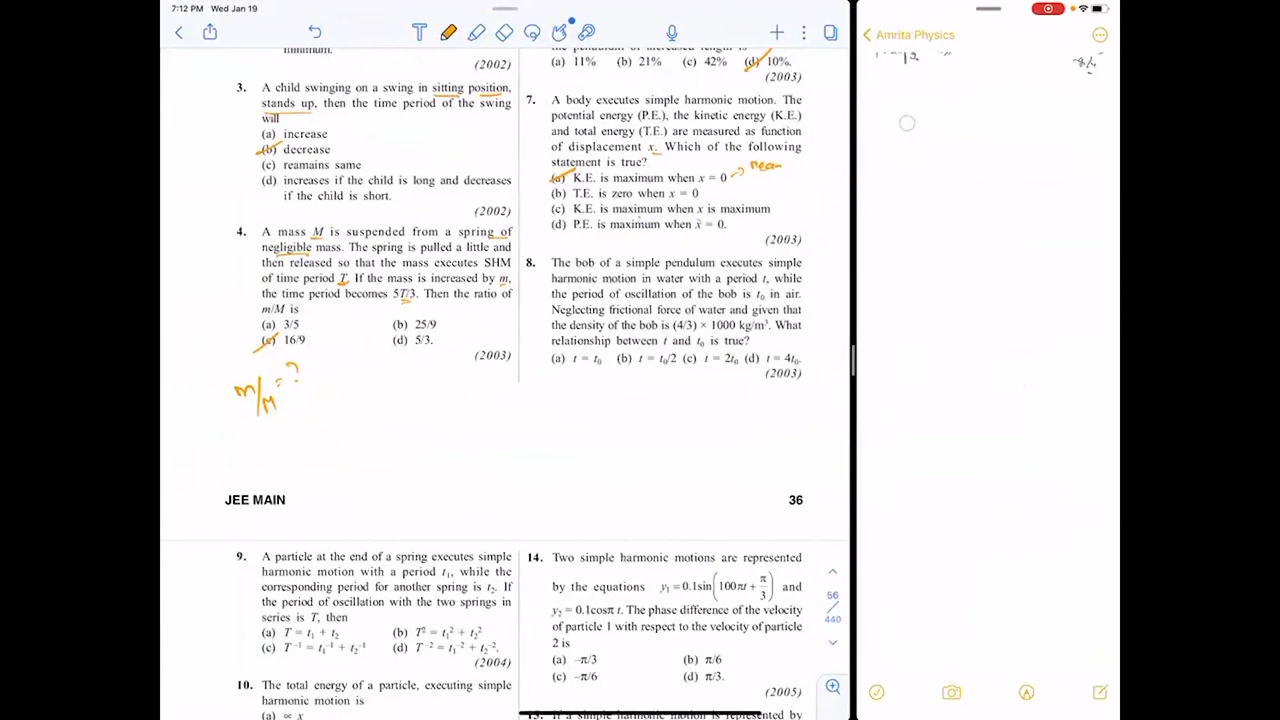 7:12 PM Wed Jan 19
Amrita Physics
minimum.
(2002)
3. A child swinging on a swing in sitting position,
stands up, then the time period of the swing
will
(a) increase
(b) decrease
(c) reamains same
(d) increases if the child is long and decreases
if the child is short.
(2002)
4. A mass M is suspended from a spring of
negligible mass. The spring is pulled a little and
then released so that the mass executes SHM
of time period T. If the mass is increased by m,
the time period becomes 5T/3. Then the ratio of
m/M is
(a) 3/5 (b) 25/9
(c) 16/9 (d) 5/3.
(2003)
m/M = ?
the pendulum of increased length is
(a) 11% (b) 21% (c) 42% (d) 10%.
(2003)
7. A body executes simple harmonic motion. The
potential energy (P.E.), the kinetic energy (K.E.)
and total energy (T.E.) are measured as function
of displacement x. Which of the following
statement is true?
(a) K.E. is maximum when x = 0 → mean
(b) T.E. is zero when x = 0
(c) K.E. is maximum when x is maximum
(d) P.E. is maximum when x = 0.
(2003)
8. The bob of a simple pendulum executes simple
harmonic motion in water with a period t, while
the period of oscillation of the bob is t₀ in air.
Neglecting frictional force of water and given that
the density of the bob is (4/3) × 1000 kg/m³. What
relationship between t and t₀ is true?
(a) t = t₀ (b) t = t₀/2 (c) t = 2t₀ (d) t = 4t₀.
(2003)
JEE MAIN 36
9. A particle at the end of a spring executes simple
harmonic motion with a period t₁, while the
corresponding period for another spring is t₂. If
the period of oscillation with the two springs in
series is T, then
(a) T = t₁ + t₂ (b) T² = t₁² + t₂²
(c) T⁻¹ = t₁⁻¹ + t₂⁻¹ (d) T⁻² = t₁⁻² + t₂⁻².
(2004)
10. The total energy of a particle, executing simple
harmonic motion is
(a) ∝ x
14. Two simple harmonic motions are represented
by the equations y₁ = 0.1sin(100πt + π/3) and
y₂ = 0.1cosπ t. The phase difference of the velocity
of particle 1 with respect to the velocity of particle
2 is
(a) −π/3 (b) π/6
(c) −π/6 (d) π/3.
(2005)
15. If a simple harmonic motion is represented by
56
440